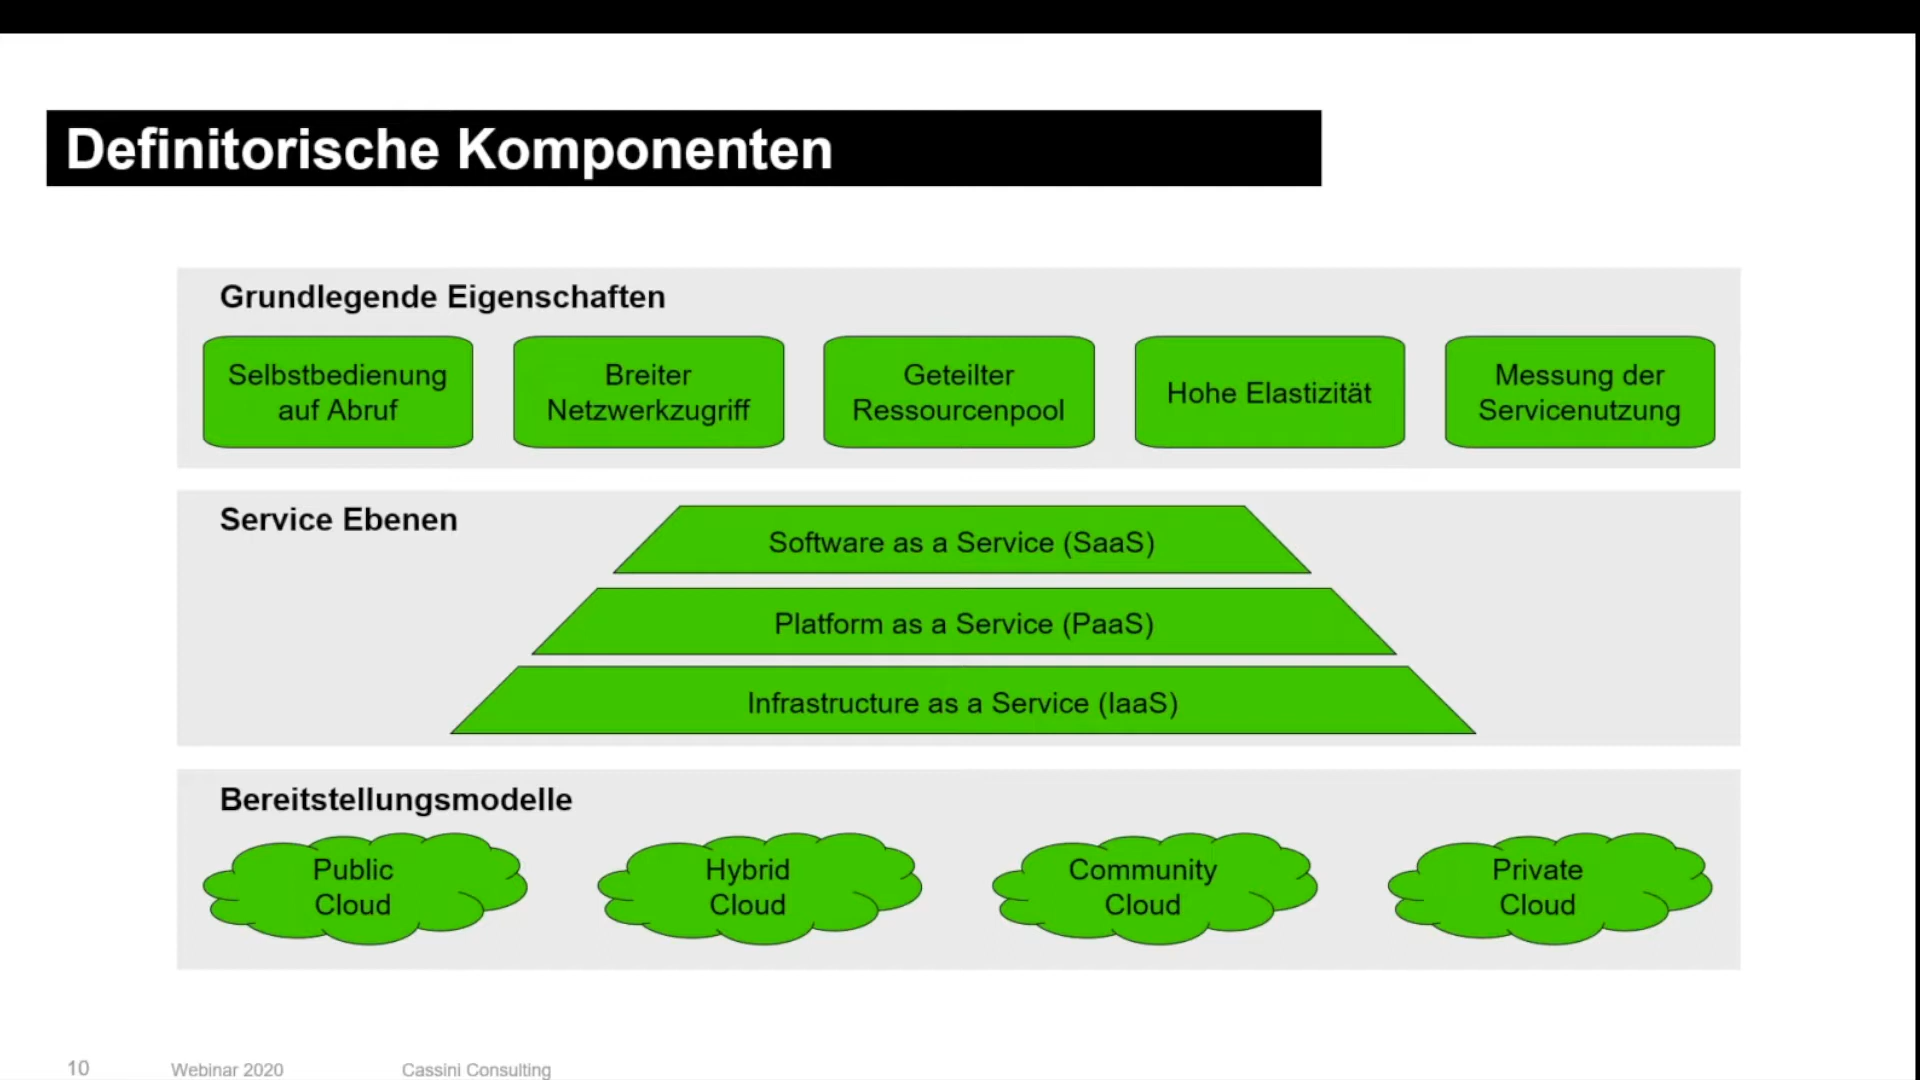 Definitorische Komponenten
Grundlegende Eigenschaften
Selbstbedienung
auf Abruf
Breiter
Netzwerkzugriff
Geteilter
Ressourcenpool
Hohe Elastizität
Messung der
Servicenutzung
Service Ebenen
Software as a Service (SaaS)
Platform as a Service (PaaS)
Infrastructure as a Service (IaaS)
Bereitstellungsmodelle
Public
Cloud
Hybrid
Cloud
Community
Cloud
Private
Cloud
10 Webinar 2020 Cassini Consulting